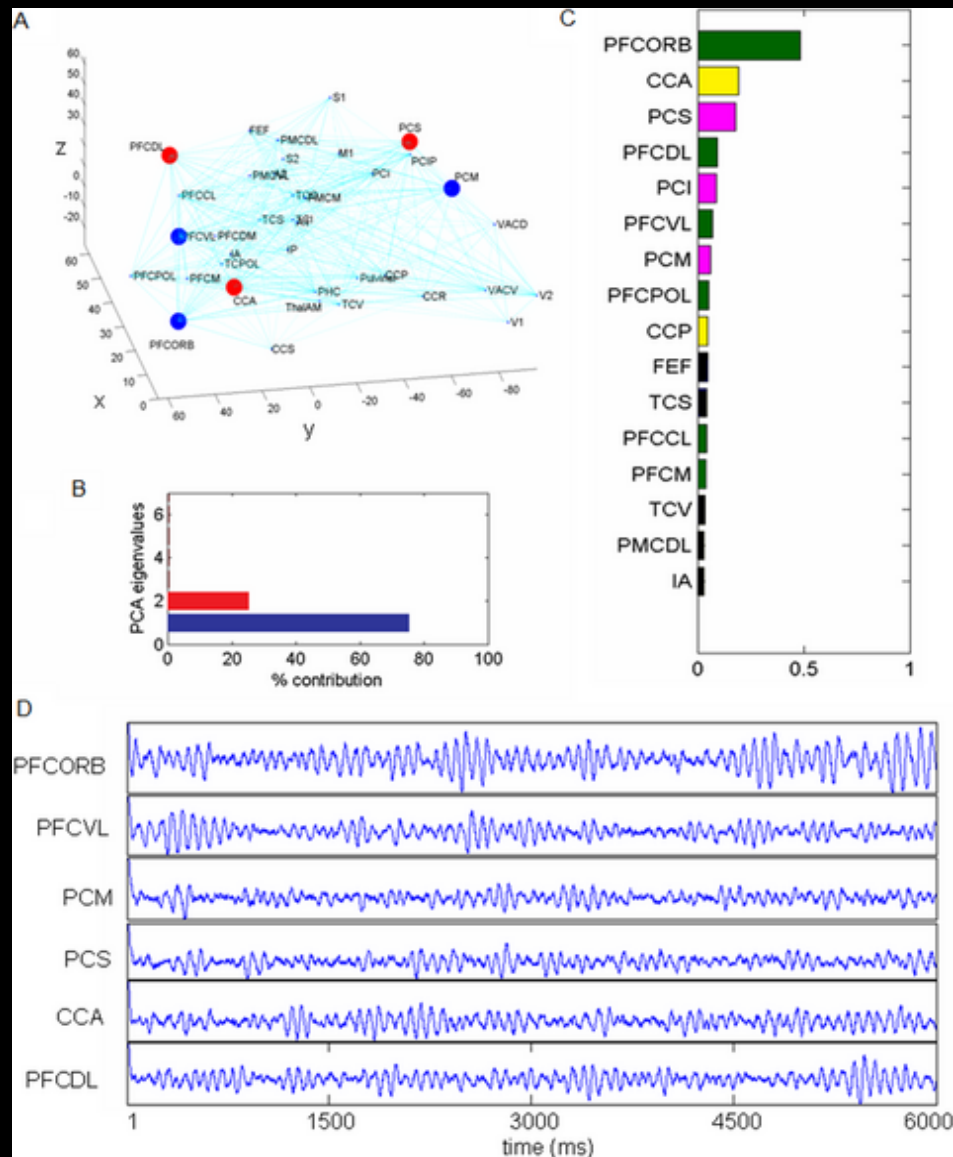 A
60
50
40
30
Z
10
0
-10
-20
60
50
40
30
20
10
0
X
60
40
20
0
-20
-40
-60
-80
y
S1
FEF
PMCDL
PCS
PFCDL
S2
M1
PCIP
PCI
PCM
PFCCL
PMCM
TCS
VACD
PFCVL
PFCDM
IP
IA
TCPOL
PFCPOL
PFCM
Pulvinar
CCP
CCA
PHC
CCR
VACV
V2
ThalAM
TCV
V1
PFCORB
CCS
B
PCA eigenvalues
6
4
2
0
0 20 40 60 80 100
% contribution
C
PFCORB
CCA
PCS
PFCDL
PCI
PFCVL
PCM
PFCPOL
CCP
FEF
TCS
PFCCL
PFCM
TCV
PMCDL
IA
0 0.5 1
D
PFCORB
PFCVL
PCM
PCS
CCA
PFCDL
1 1500 3000 4500 6000
time (ms)